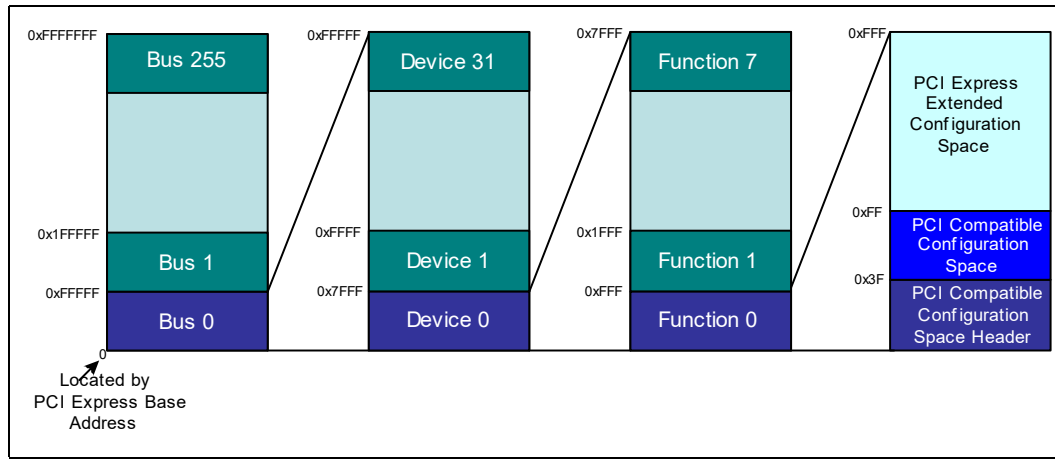 0xFFFFFFF
Bus 255
0x1FFFFF
Bus 1
0xFFFFF
Bus 0
0
Located by
PCI Express Base
Address
0xFFFFF
Device 31
0xFFFF
Device 1
0x7FFF
Device 0
0x7FFF
Function 7
0x1FFF
Function 1
0xFFF
Function 0
0xFFF
PCI Express
Extended
Configuration
Space
0xFF
PCI Compatible
Configuration
Space
0x3F
PCI Compatible
Configuration
Space Header